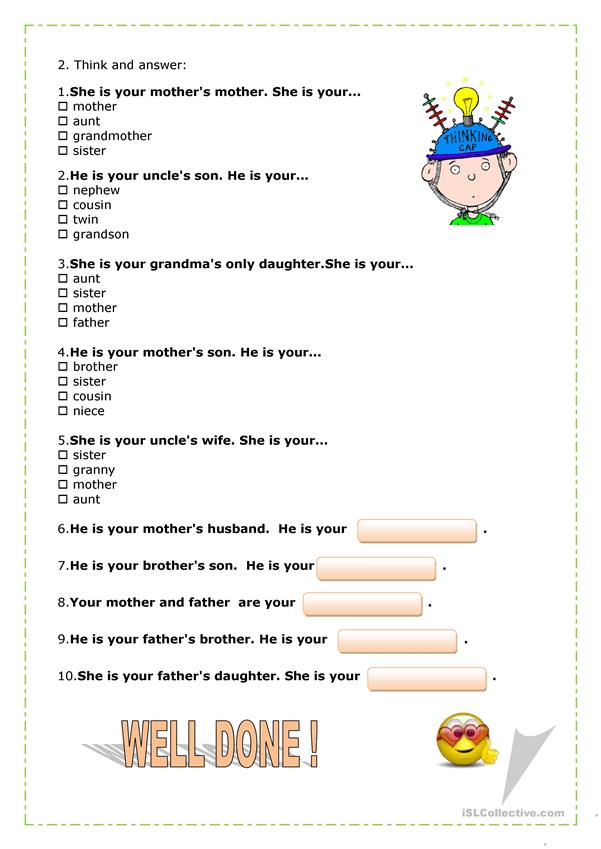 2. Think and answer:
1.She is your mother's mother. She is your...
☐ mother
☐ aunt
☐ grandmother
☐ sister
THINKING
CAP
2.He is your uncle's son. He is your...
☐ nephew
☐ cousin
☐ twin
☐ grandson
3.She is your grandma's only daughter.She is your...
☐ aunt
☐ sister
☐ mother
☐ father
4.He is your mother's son. He is your...
☐ brother
☐ sister
☐ cousin
☐ niece
5.She is your uncle's wife. She is your...
☐ sister
☐ granny
☐ mother
☐ aunt
6.He is your mother's husband.  He is your .
7.He is your brother's son.  He is your .
8.Your mother and father  are your .
9.He is your father's brother. He is your .
10.She is your father's daughter. She is your .
WELL DONE !
iSLCollective.com